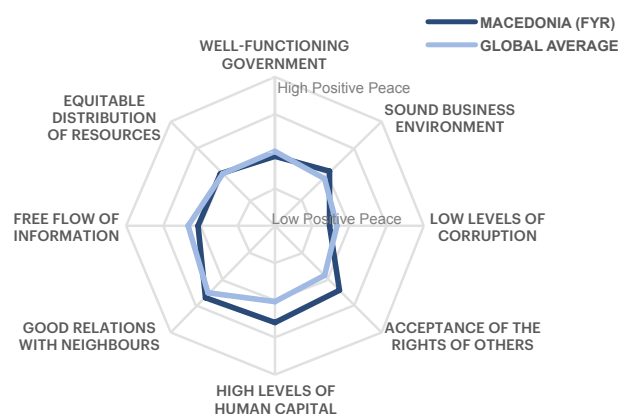 MACEDONIA (FYR)
GLOBAL AVERAGE
WELL-FUNCTIONING
GOVERNMENT
High Positive Peace
EQUITABLE
DISTRIBUTION
OF RESOURCES
SOUND BUSINESS
ENVIRONMENT
FREE FLOW OF
INFORMATION
Low Positive Peace
LOW LEVELS OF
CORRUPTION
GOOD RELATIONS
WITH NEIGHBOURS
ACCEPTANCE OF THE
RIGHTS OF OTHERS
HIGH LEVELS OF
HUMAN CAPITAL